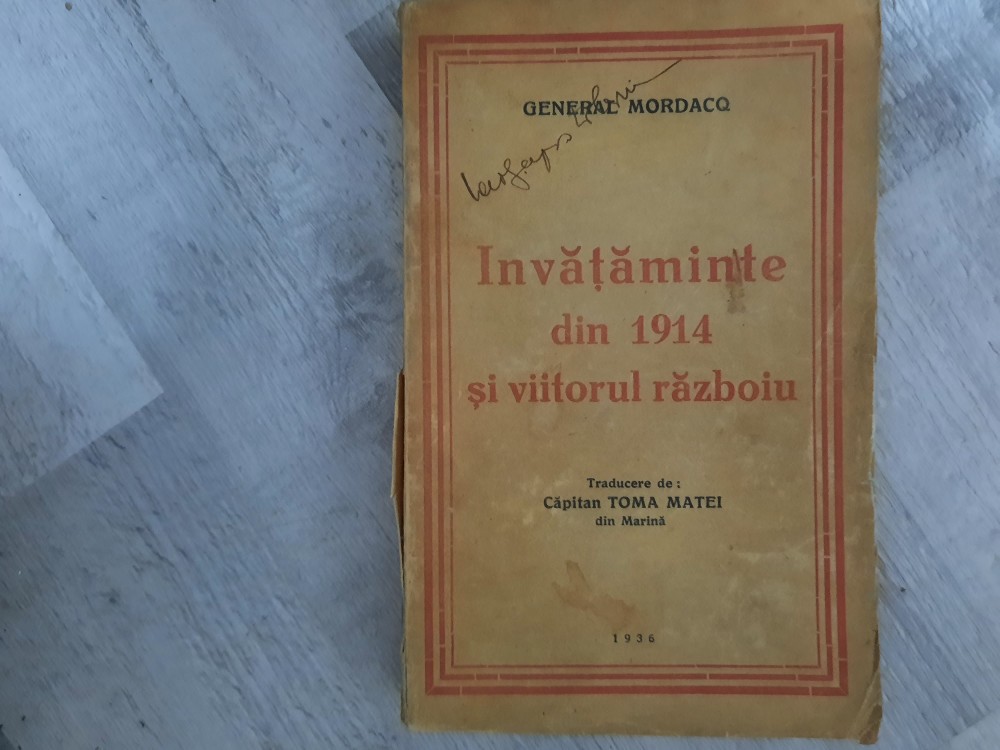 GENERAL MORDACQ
Invățăminte
din 1914
și viitorul războiu
Traducere de :
Căpitan TOMA MATEI
din Marină
1936